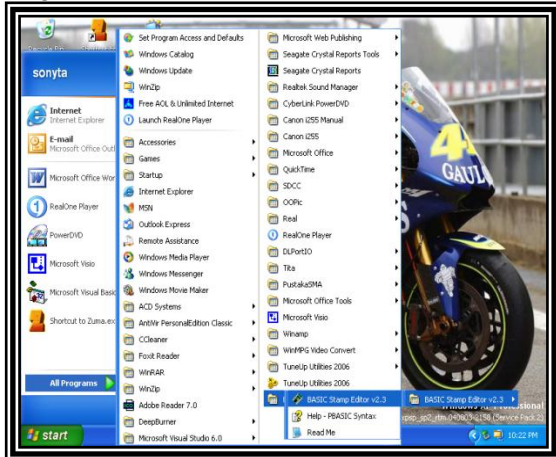 sonyta
Internet
Internet Explorer
E-mail
Microsoft Office Outl
Microsoft Office Wor
RealOne Player
PowerDVD
Microsoft Visio
Microsoft Visual Basic
Shortcut to Zuma.ex
All Programs
start
Set Program Access and Defaults
Windows Catalog
Windows Update
WinZip
Free AOL & Unlimited Internet
Launch RealOne Player
Accessories
Games
Startup
Internet Explorer
MSN
Outlook Express
Remote Assistance
Windows Media Player
Windows Messenger
Windows Movie Maker
ACD Systems
AntiVir PersonalEdition Classic
CCleaner
Foxit Reader
WinRAR
WinZip
Adobe Reader 7.0
DeepBurner
Microsoft Visual Studio 6.0
Microsoft Web Publishing
Seagate Crystal Reports Tools
Seagate Crystal Reports
Realtek Sound Manager
CyberLink PowerDVD
Canon i255 Manual
Canon i255
Microsoft Office
QuickTime
SDCC
OOPic
Real
RealOne Player
DLPortIO
Tita
PustakaSMA
Microsoft Office Tools
Microsoft Visio
Winamp
WinMPG Video Convert
TuneUp Utilities 2006
TuneUp Utilities 2006
BASIC Stamp Editor v2.3
Help - PBASIC Syntax
Read Me
BASIC Stamp Editor v2.3
GAUL
10:22 PM